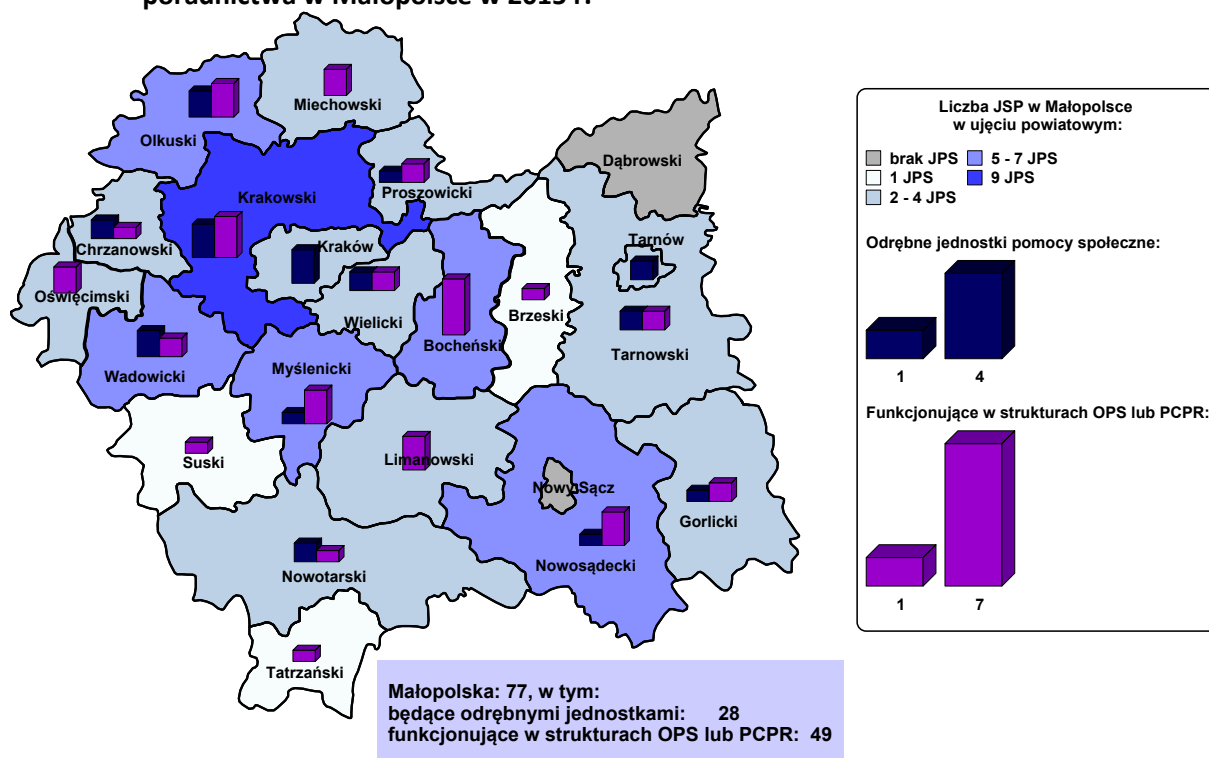 poradnictwa w Małopolsce w 2015 r.
Miechowski
Olkuski
Dąbrowski
Proszowicki
Krakowski
Chrzanowski
Kraków
Tarnów
Oświęcimski
Wielicki
Brzeski
Bocheński
Tarnowski
Wadowicki
Myślenicki
Suski
Limanowski
Nowy Sącz
Gorlicki
Nowosądecki
Nowotarski
Tatrzański
Liczba JSP w Małopolsce
w ujęciu powiatowym:
brak JPS 5 - 7 JPS
1 JPS 9 JPS
2 - 4 JPS
Odrębne jednostki pomocy społeczne:
1 4
Funkcjonujące w strukturach OPS lub PCPR:
1 7
Małopolska: 77, w tym:
będące odrębnymi jednostkami: 28
funkcjonujące w strukturach OPS lub PCPR: 49